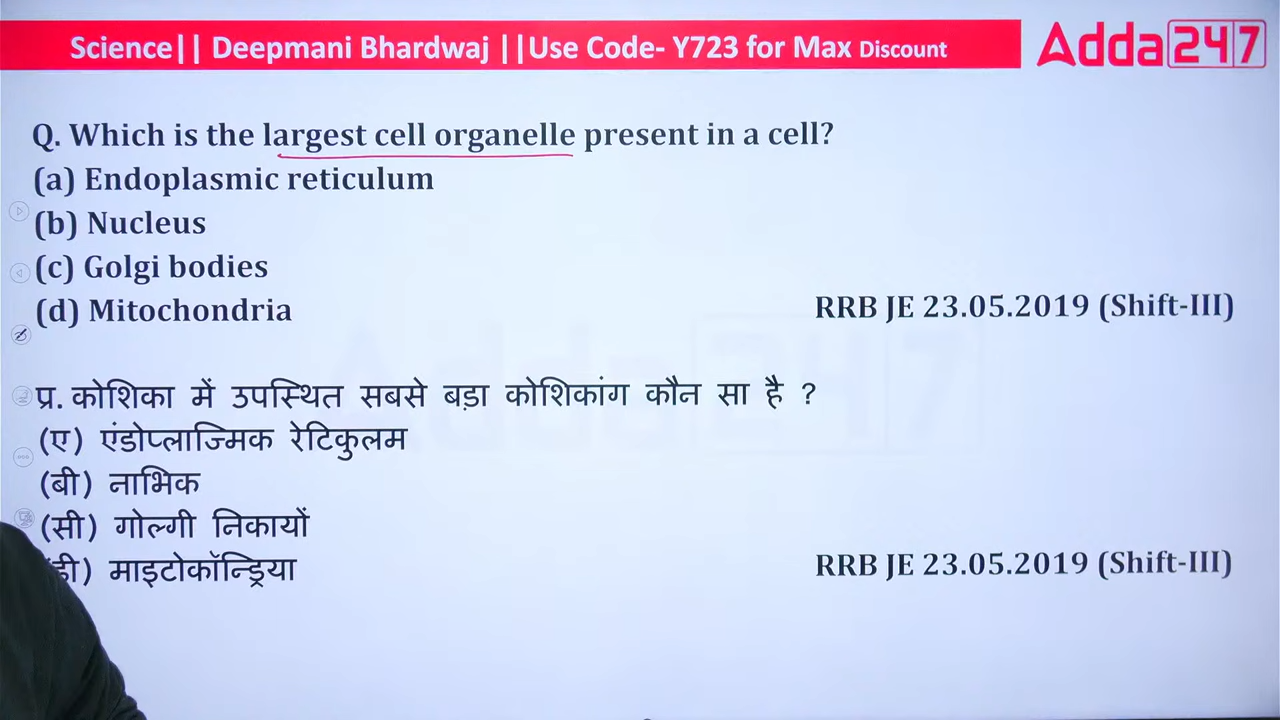 Science|| Deepmani Bhardwaj ||Use Code- Y723 for Max Discount
Adda247
Q. Which is the largest cell organelle present in a cell?
(a) Endoplasmic reticulum
(b) Nucleus
(c) Golgi bodies
(d) Mitochondria
RRB JE 23.05.2019 (Shift-III)
प्र. कोशिका में उपस्थित सबसे बड़ा कोशिकांग कौन सा है ?
(ए) एंडोप्लाज्मिक रेटिकुलम
(बी) नाभिक
(सी) गोल्गी निकायों
डी) माइटोकॉन्ड्रिया
RRB JE 23.05.2019 (Shift-III)